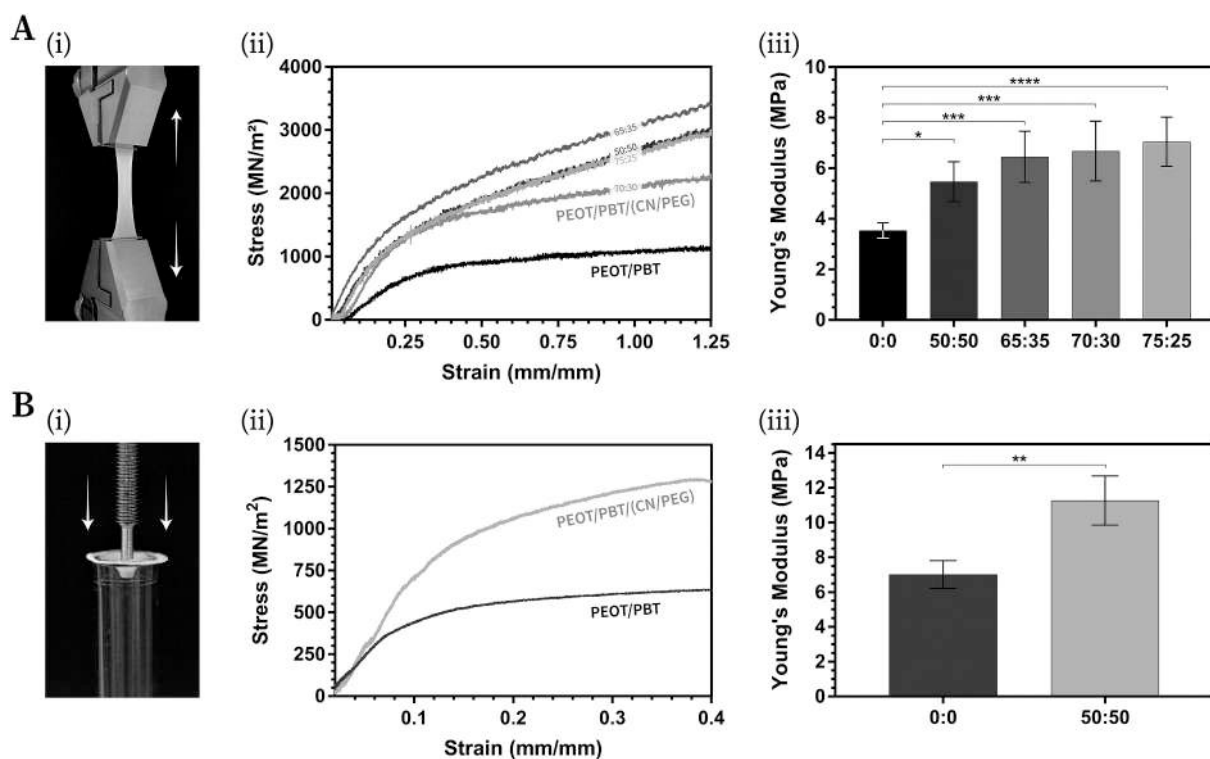 A
(i)
(ii)
(iii)
Stress (MN/m²)
4000
3000
2000
1000
0
0.25
0.50
0.75
1.00
1.25
Strain (mm/mm)
65:35
50:50
75:25
70:30
PEOT/PBT/(CN/PEG)
PEOT/PBT
Young's Modulus (MPa)
10
8
6
4
2
0
****
***
***
*
0:0
50:50
65:35
70:30
75:25
B
(i)
(ii)
(iii)
Stress (MN/m²)
1500
1250
1000
750
500
250
0
0.1
0.2
0.3
0.4
Strain (mm/mm)
PEOT/PBT/(CN/PEG)
PEOT/PBT
Young's Modulus (MPa)
14
12
10
8
6
4
2
0
**
0:0
50:50